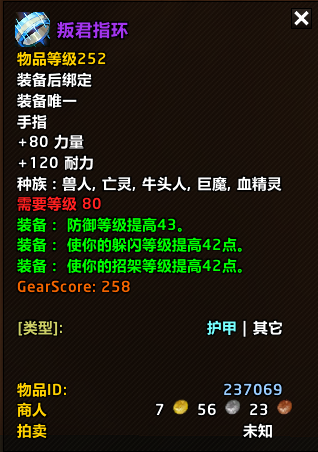 叛君指环
物品等级252
装备后绑定
装备唯一
手指
+80 力量
+120 耐力
种族：兽人, 亡灵, 牛头人, 巨魔, 血精灵
需要等级 80
装备： 防御等级提高43。
装备： 使你的躲闪等级提高42点。
装备： 使你的招架等级提高42点。
GearScore: 258
[类型]: 护甲 | 其它
物品ID: 237069
商人 7 56 23
拍卖 未知